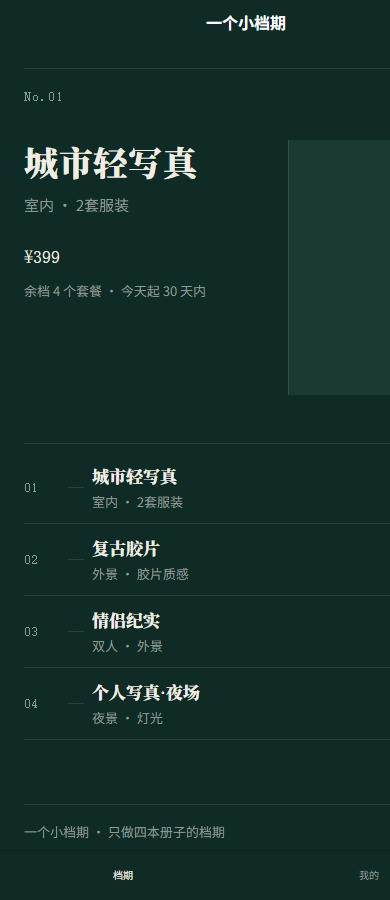 一个小档期
No.01
城市轻写真
室内 · 2套服装
¥399
余档 4 个套餐 · 今天起 30 天内
01
城市轻写真
室内 · 2套服装
02
复古胶片
外景 · 胶片质感
03
情侣纪实
双人 · 外景
04
个人写真·夜场
夜景 · 灯光
一个小档期 · 只做四本册子的档期
档期
我的